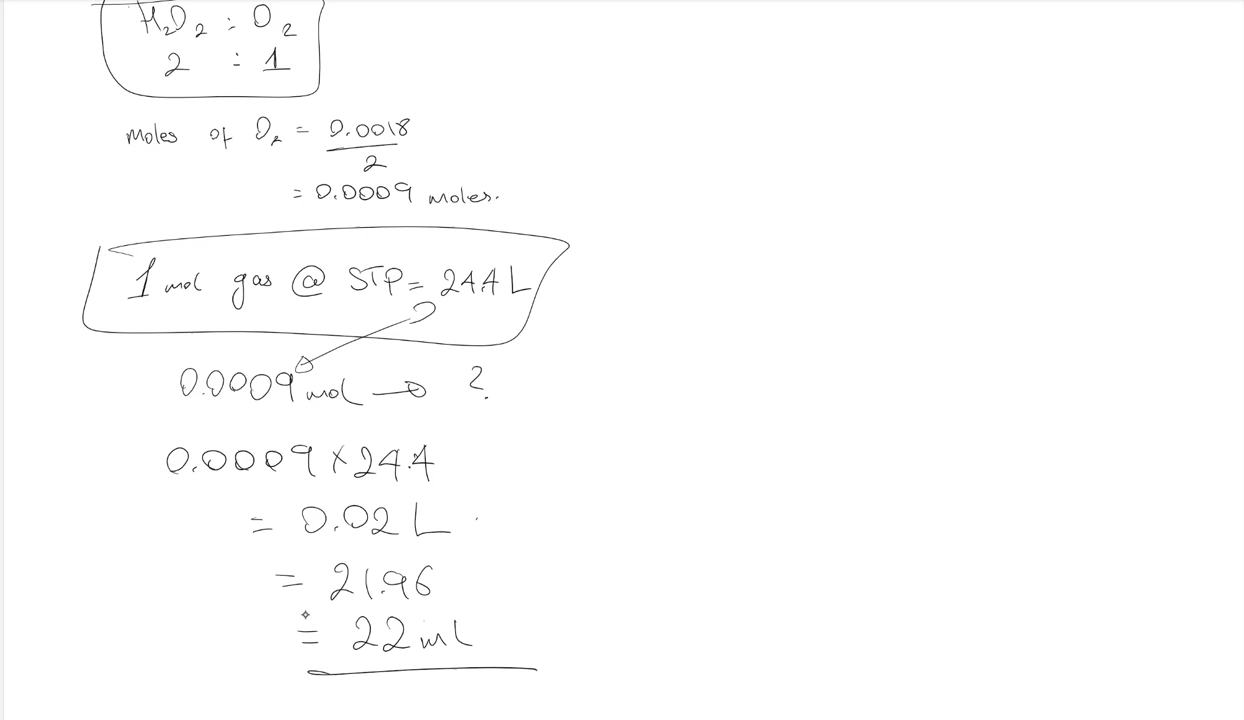 H₂O₂ : O₂
2 : 1
moles of O₂ = 0.0018
2
= 0.0009 moles.
1 mol gas @ STP = 24.4 L
0.0009 mol → ?
0.0009 × 24.4
= 0.02 L
= 21.96
≐ 22 mL